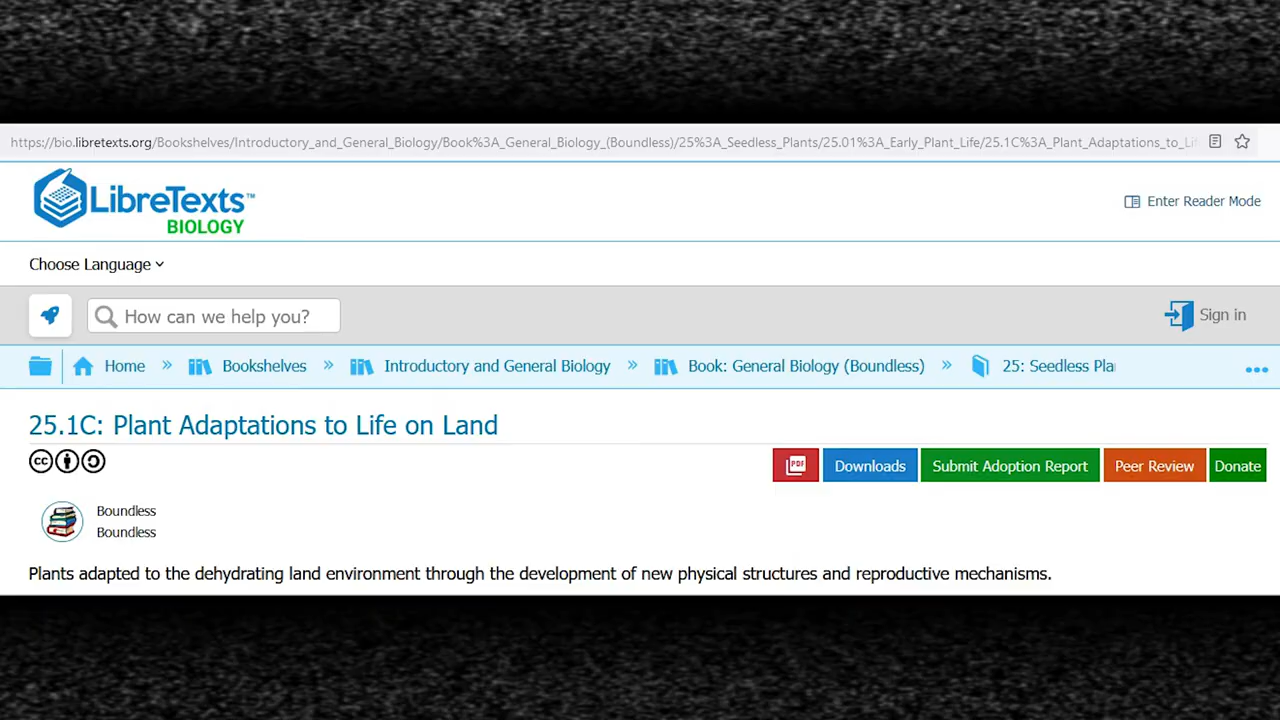 https://bio.libretexts.org/Bookshelves/Introductory_and_General_Biology/Book%3A_General_Biology_(Boundless)/25%3A_Seedless_Plants/25.01%3A_Early_Plant_Life/25.1C%3A_Plant_Adaptations_to_Li
LibreTexts™
BIOLOGY
Enter Reader Mode
Choose Language
How can we help you?
Sign in
Home » Bookshelves » Introductory and General Biology » Book: General Biology (Boundless) » 25: Seedless Pla
25.1C: Plant Adaptations to Life on Land
cc
PDF Downloads Submit Adoption Report Peer Review Donate
Boundless
Boundless
Plants adapted to the dehydrating land environment through the development of new physical structures and reproductive mechanisms.